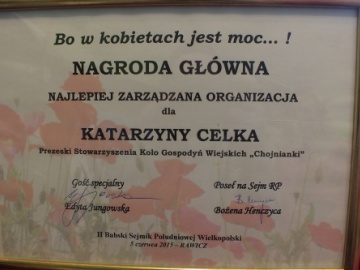 Bo w kobietach jest moc... !
NAGRODA GŁÓWNA
NAJLEPIEJ ZARZĄDZANA ORGANIZACJA
dla
KATARZYNY CELKA
Prezeski Stowarzyszenia Koło Gospodyń Wiejskich „Chojnianki"
Gość specjalny
Poseł na Sejm RP
Edyta Jungowska
Bożena Henczyca
II Babski Sejmik Południowej Wielkopolski
5 czerwca 2015 – RAWICZ